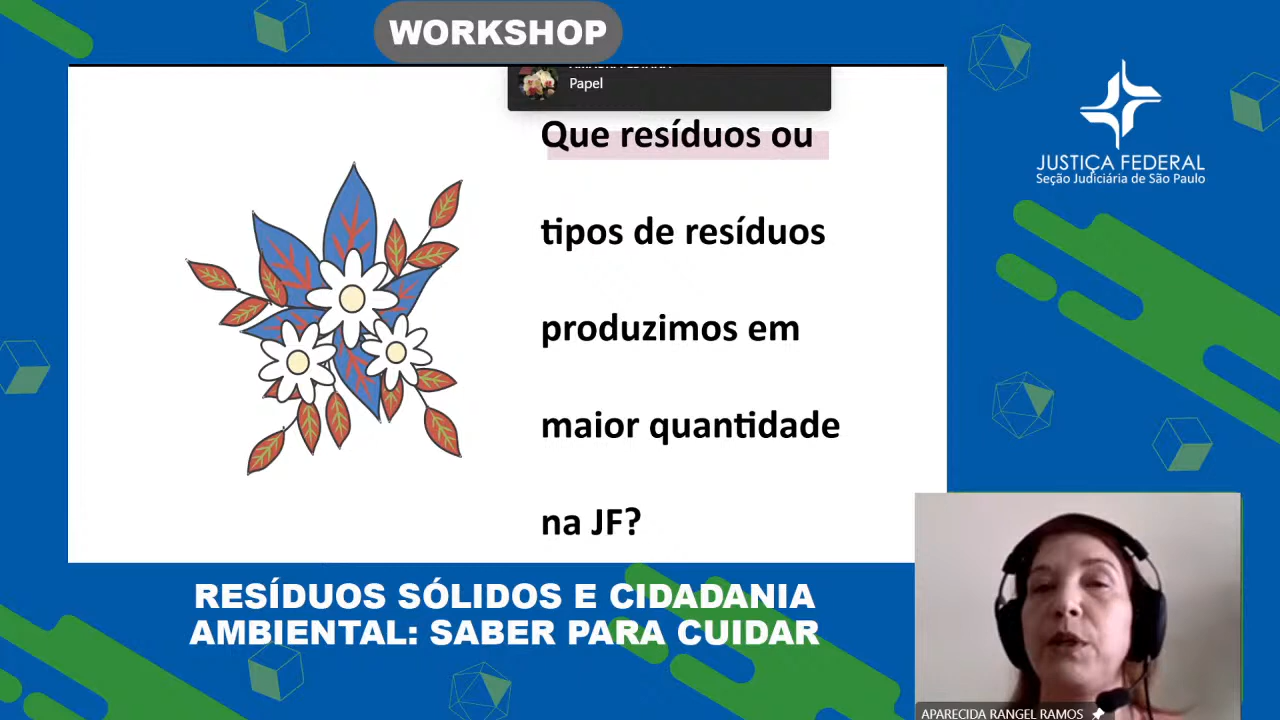 WORKSHOP
Papel
Que resíduos ou
tipos de resíduos
produzimos em
maior quantidade
na JF?
JUSTIÇA FEDERAL
Seção Judiciária de São Paulo
RESÍDUOS SÓLIDOS E CIDADANIA
AMBIENTAL: SABER PARA CUIDAR
APARECIDA RANGEL RAMOS